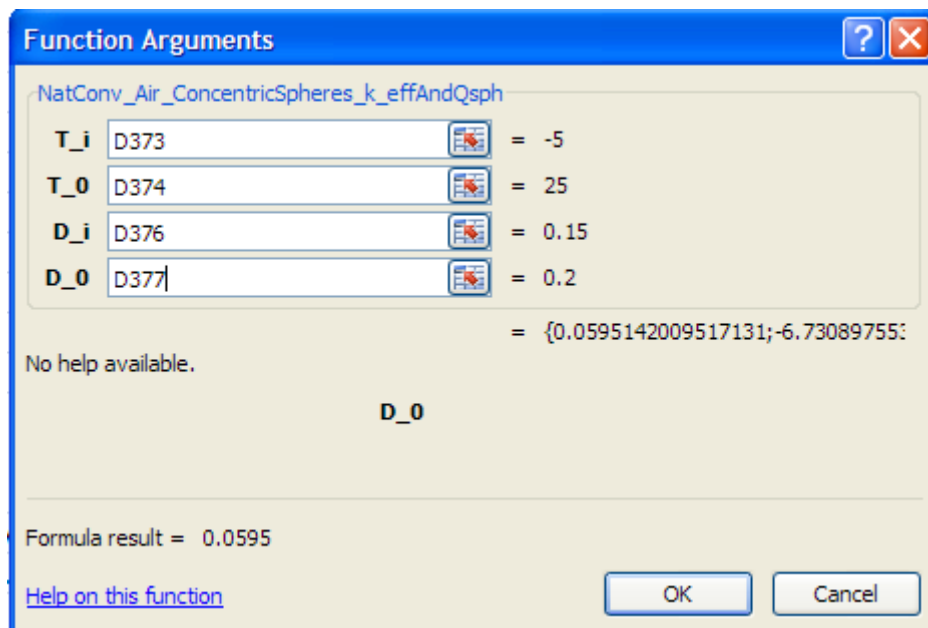 Function Arguments
NatConv_Air_ConcentricSpheres_k_effAndQsph
T_i D373 = -5
T_0 D374 = 25
D_i D376 = 0.15
D_0 D377 = 0.2
= {0.0595142009517131;-6.730897553
No help available.
D_0
Formula result = 0.0595
Help on this function OK Cancel